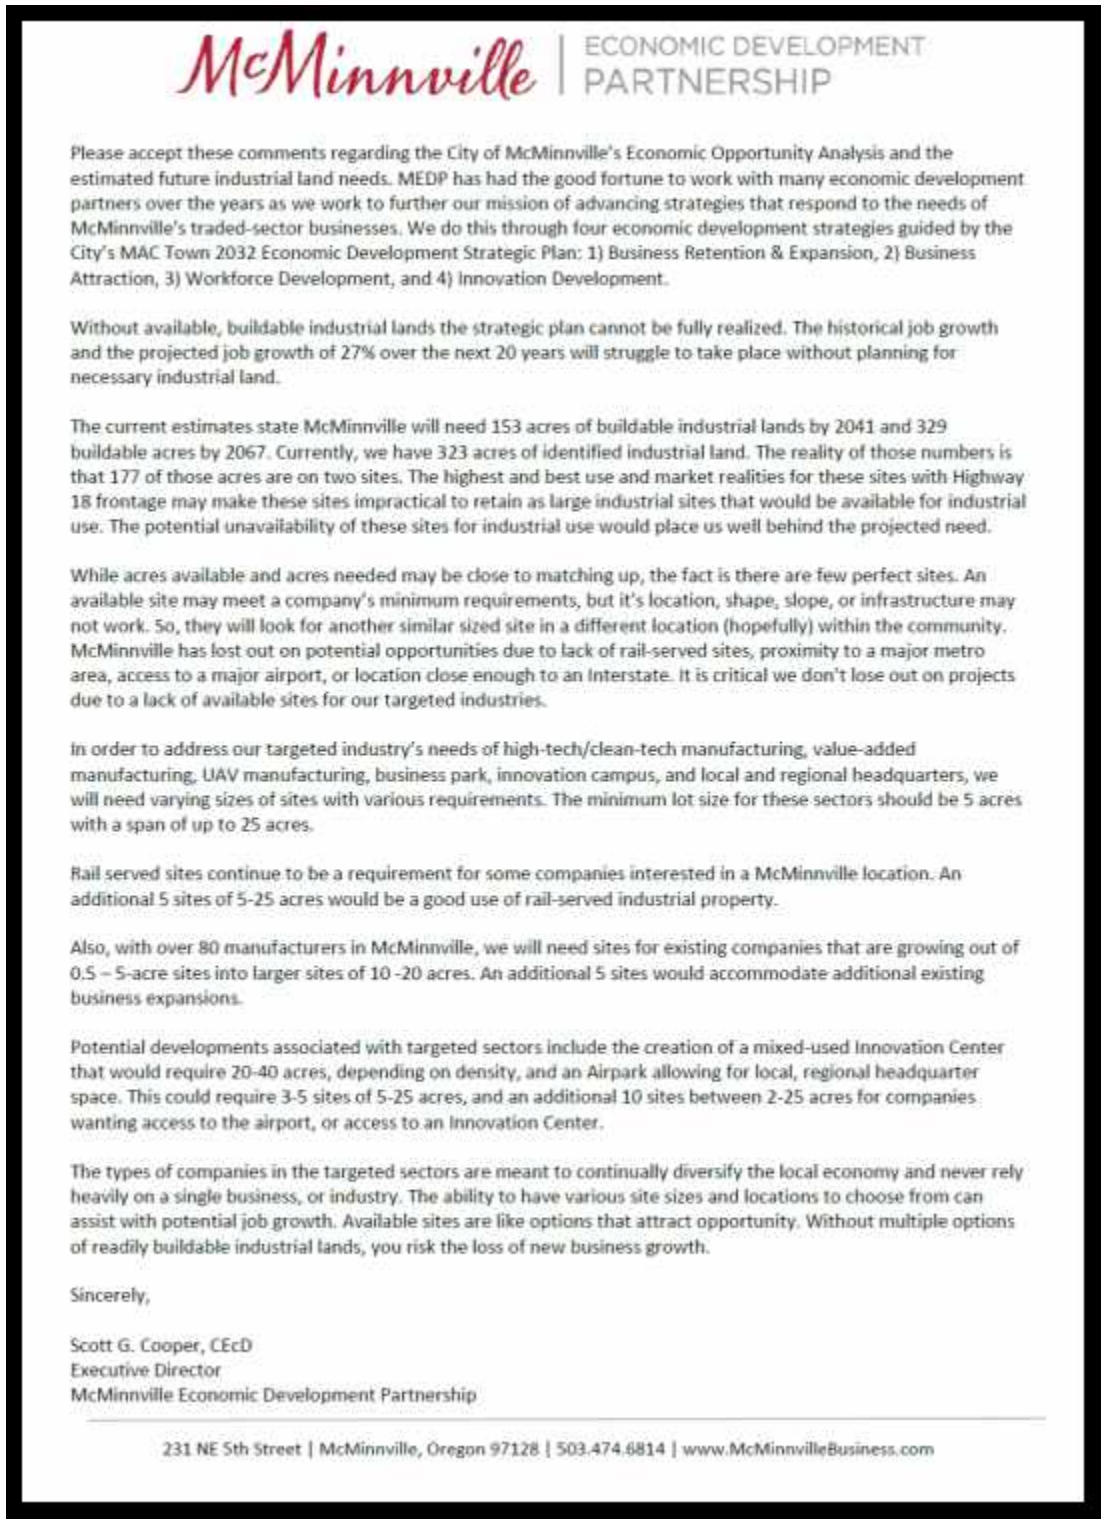 McMinnville
ECONOMIC DEVELOPMENT
PARTNERSHIP
Please accept these comments regarding the City of McMinnville's Economic Opportunity Analysis and the
estimated future industrial land needs. MEDP has had the good fortune to work with many economic development
partners over the years as we work to further our mission of advancing strategies that respond to the needs of
McMinnville's traded-sector businesses. We do this through four economic development strategies guided by the
City's MAC Town 2032 Economic Development Strategic Plan: 1) Business Retention & Expansion, 2) Business
Attraction, 3) Workforce Development, and 4) Innovation Development.
Without available, buildable industrial lands the strategic plan cannot be fully realized. The historical job growth
and the projected job growth of 27% over the next 20 years will struggle to take place without planning for
necessary industrial land.
The current estimates state McMinnville will need 153 acres of buildable industrial lands by 2041 and 329
buildable acres by 2067. Currently, we have 323 acres of identified industrial land. The reality of those numbers is
that 177 of those acres are on two sites. The highest and best use and market realities for these sites with Highway
18 frontage may make these sites impractical to retain as large industrial sites that would be available for industrial
use. The potential unavailability of these sites for industrial use would place us well behind the projected need.
While acres available and acres needed may be close to matching up, the fact is there are few perfect sites. An
available site may meet a company's minimum requirements, but it's location, shape, slope, or infrastructure may
not work. So, they will look for another similar sized site in a different location (hopefully) within the community.
McMinnville has lost out on potential opportunities due to lack of rail-served sites, proximity to a major metro
area, access to a major airport, or location close enough to an Interstate. It is critical we don't lose out on projects
due to a lack of available sites for our targeted industries.
In order to address our targeted industry's needs of high-tech/clean-tech manufacturing, value-added
manufacturing, UAV manufacturing, business park, innovation campus, and local and regional headquarters, we
will need varying sizes of sites with various requirements. The minimum lot size for these sectors should be 5 acres
with a span of up to 25 acres.
Rail served sites continue to be a requirement for some companies interested in a McMinnville location. An
additional 5 sites of 5-25 acres would be a good use of rail-served industrial property.
Also, with over 80 manufacturers in McMinnville, we will need sites for existing companies that are growing out of
0.5 – 5-acre sites into larger sites of 10 -20 acres. An additional 5 sites would accommodate additional existing
business expansions.
Potential developments associated with targeted sectors include the creation of a mixed-used Innovation Center
that would require 20-40 acres, depending on density, and an Airpark allowing for local, regional headquarter
space. This could require 3-5 sites of 5-25 acres, and an additional 10 sites between 2-25 acres for companies
wanting access to the airport, or access to an Innovation Center.
The types of companies in the targeted sectors are meant to continually diversify the local economy and never rely
heavily on a single business, or industry. The ability to have various site sizes and locations to choose from can
assist with potential job growth. Available sites are like options that attract opportunity. Without multiple options
of readily buildable industrial lands, you risk the loss of new business growth.
Sincerely,
Scott G. Cooper, CEcD
Executive Director
McMinnville Economic Development Partnership
231 NE 5th Street | McMinnville, Oregon 97128 | 503.474.6814 | www.McMinnvilleBusiness.com